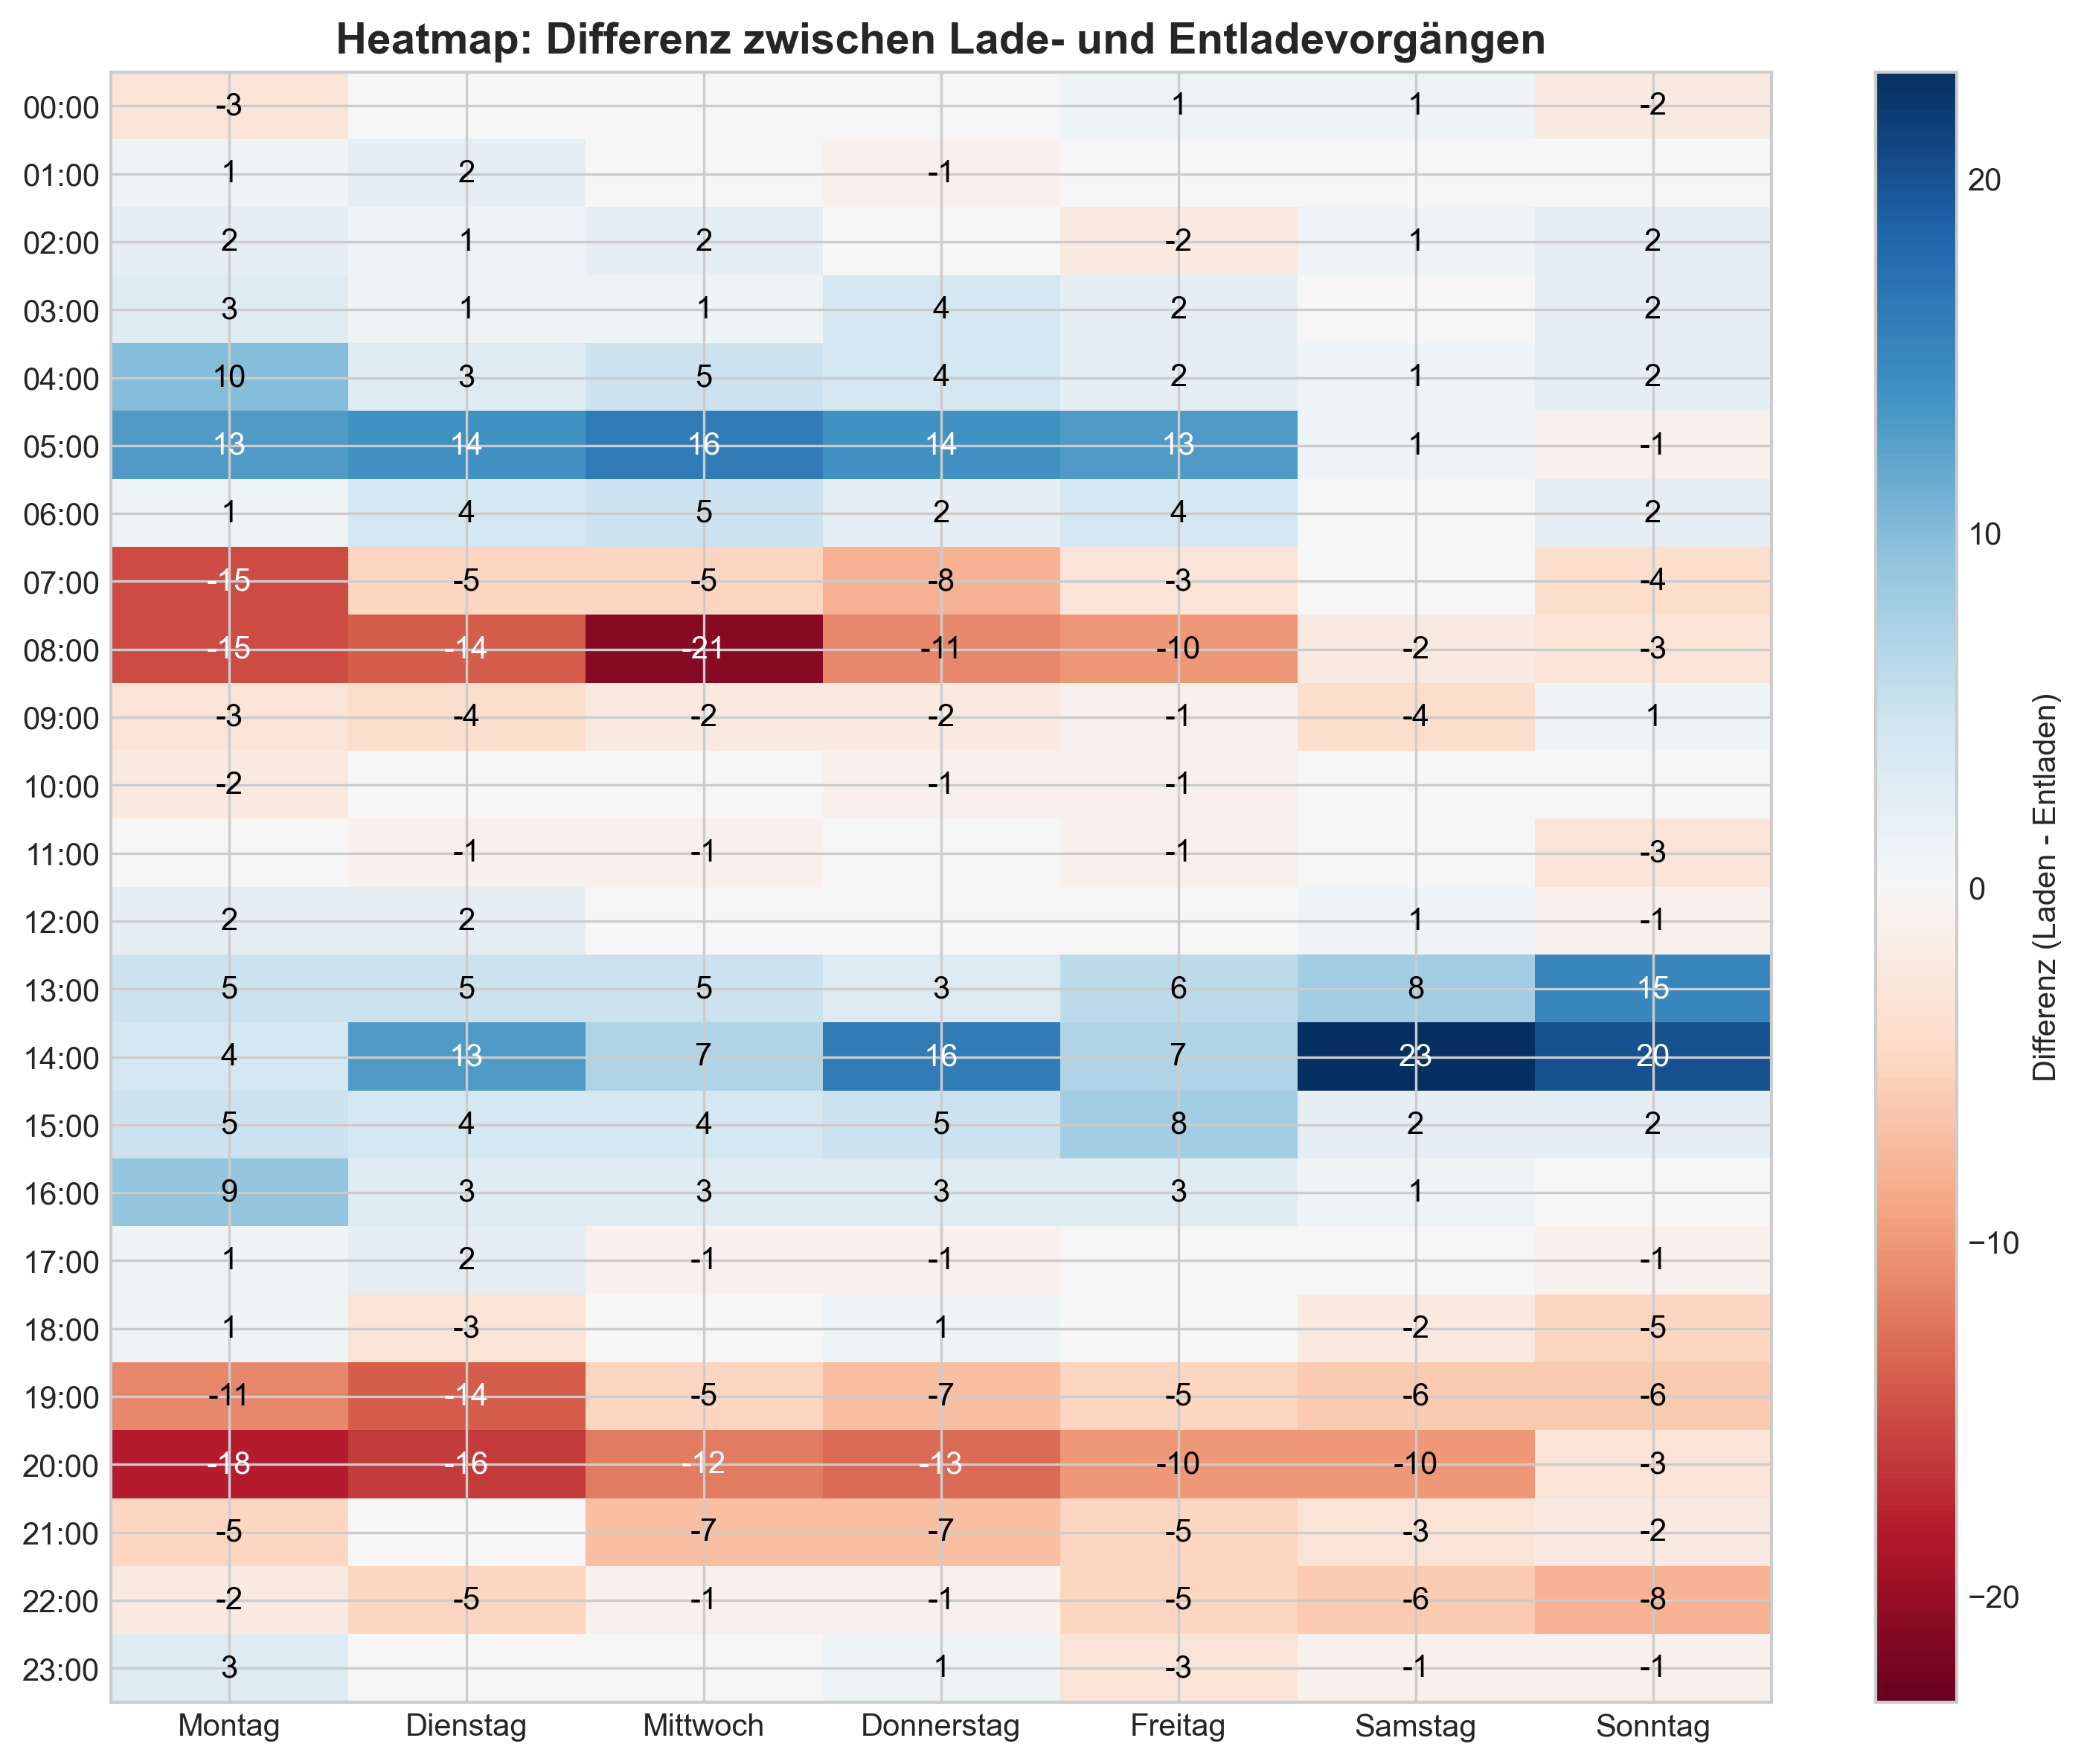 Heatmap: Differenz zwischen Lade- und Entladevorgängen
00:00 -3 1 1 -2
01:00 1 2 -1
02:00 2 1 2 -2 1 2
03:00 3 1 1 4 2 2
04:00 10 3 5 4 2 1 2
05:00 13 14 16 14 13 1 -1
06:00 1 4 5 2 4 2
07:00 -15 -5 -5 -8 -3 -4
08:00 -15 -14 -21 -11 -10 -2 -3
09:00 -3 -4 -2 -2 -1 -4 1
10:00 -2 -1 -1
11:00 -1 -1 -1 -3
12:00 2 2 1 -1
13:00 5 5 5 3 6 8 15
14:00 4 13 7 16 7 23 20
15:00 5 4 4 5 8 2 2
16:00 9 3 3 3 3 1
17:00 1 2 -1 -1 -1
18:00 1 -3 1 -2 -5
19:00 -11 -14 -5 -7 -5 -6 -6
20:00 -18 -16 -12 -13 -10 -10 -3
21:00 -5 -7 -7 -5 -3 -2
22:00 -2 -5 -1 -1 -5 -6 -8
23:00 3 1 -3 -1 -1
Montag Dienstag Mittwoch Donnerstag Freitag Samstag Sonntag
20
10
0
−10
−20
Differenz (Laden - Entladen)